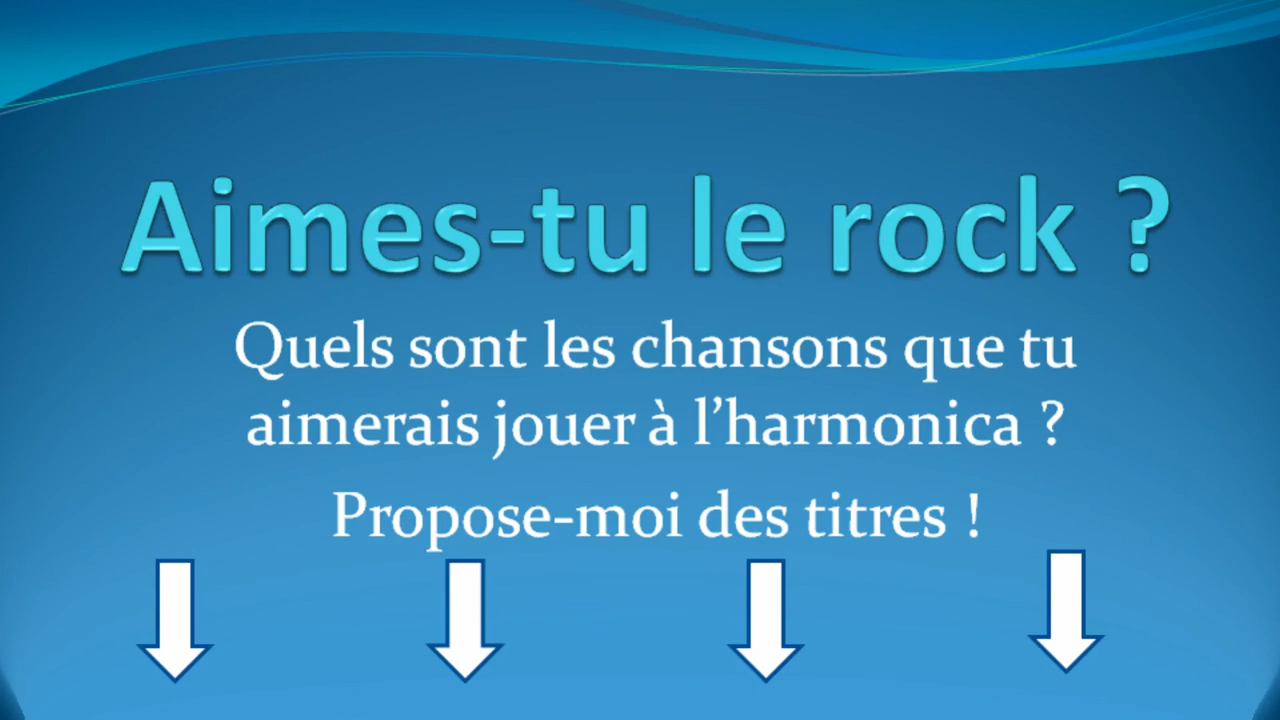 Aimes-tu le rock ?
Quels sont les chansons que tu
aimerais jouer à l’harmonica ?
Propose-moi des titres !